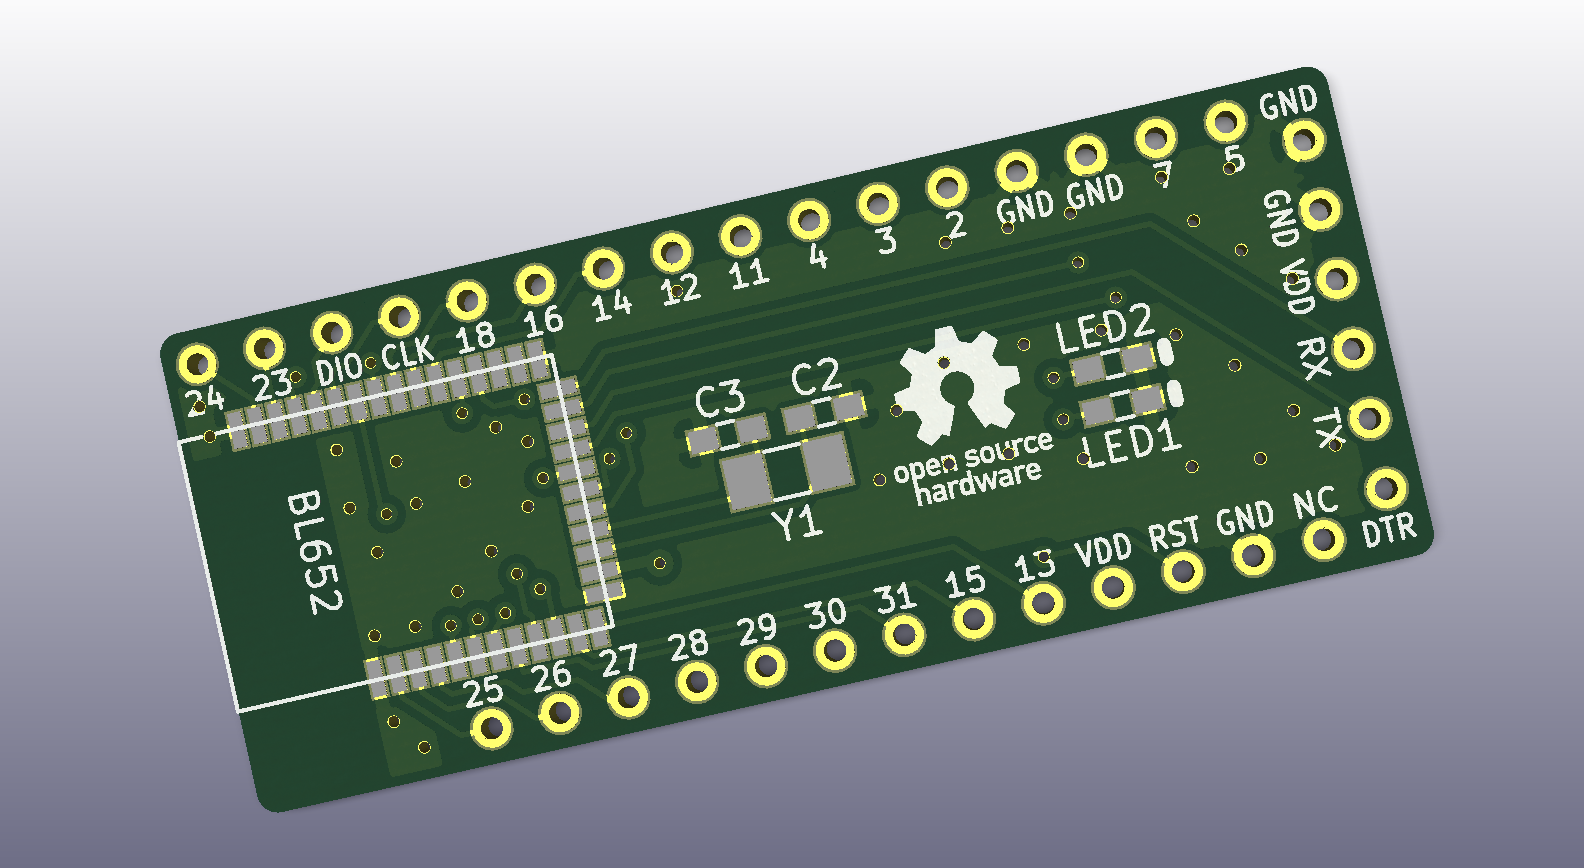 24
23
DIO
CLK
18
16
14
12
11
4
3
2
GND
GND
7
5
GND
GND
VDD
RX
TX
DTR
BL652
C3
C2
Y1
open source
hardware
LED2
LED1
25
26
27
28
29
30
31
15
13
VDD
RST
GND
NC